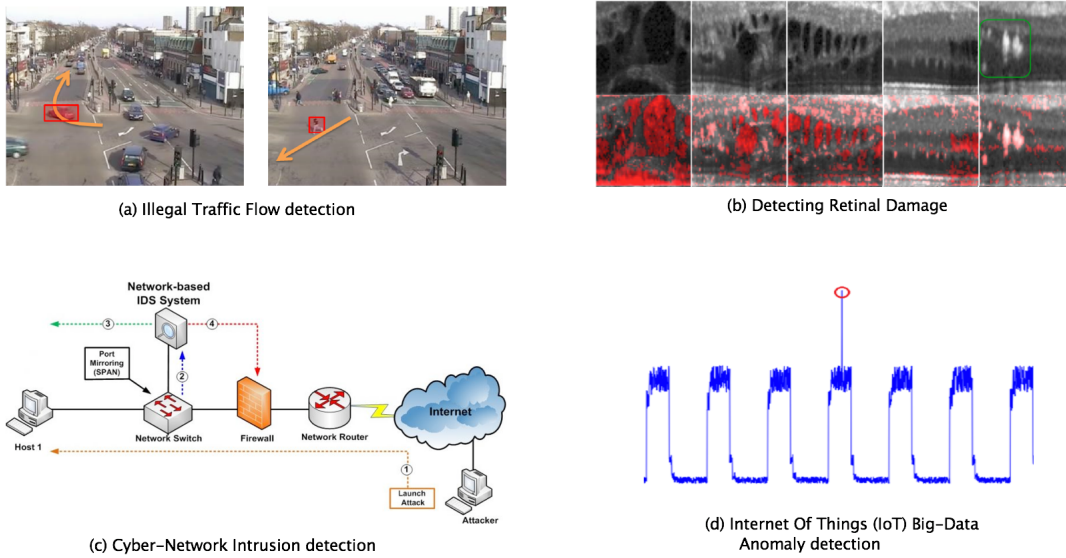 (a) Illegal Traffic Flow detection
(b) Detecting Retinal Damage
Network-based
IDS System
3
4
Port
Mirroring
(SPAN)
2
Internet
Host 1
Network Switch
Firewall
Network Router
1
Launch
Attack
Attacker
(c) Cyber-Network Intrusion detection
(d) Internet Of Things (IoT) Big-Data
Anomaly detection